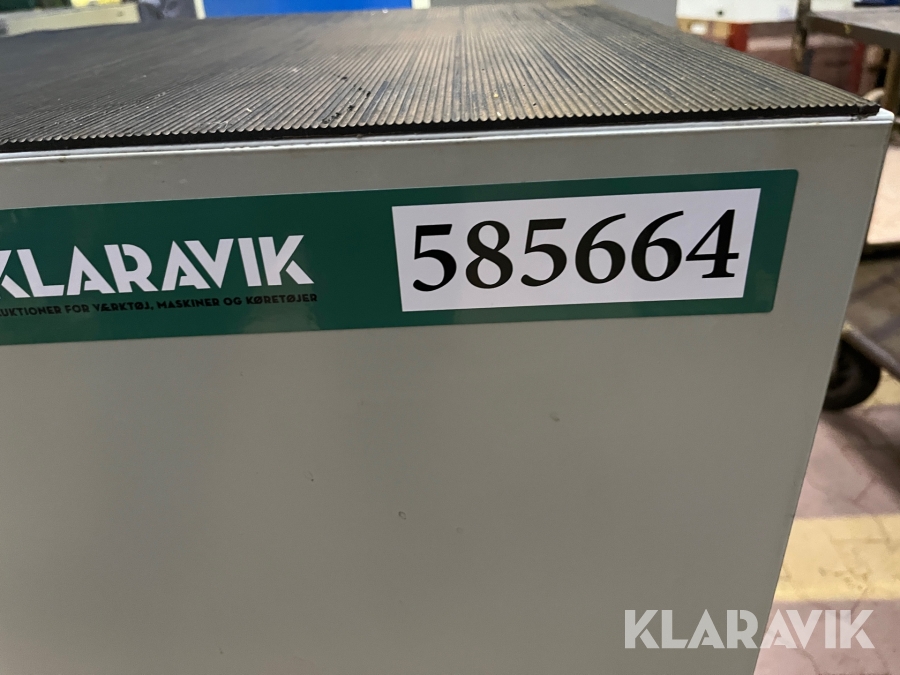 KLARAVIK
585664
UKTIONER FOR VÆRKTØJ, MASKINER OG KØRETØJER
KLARAVIK